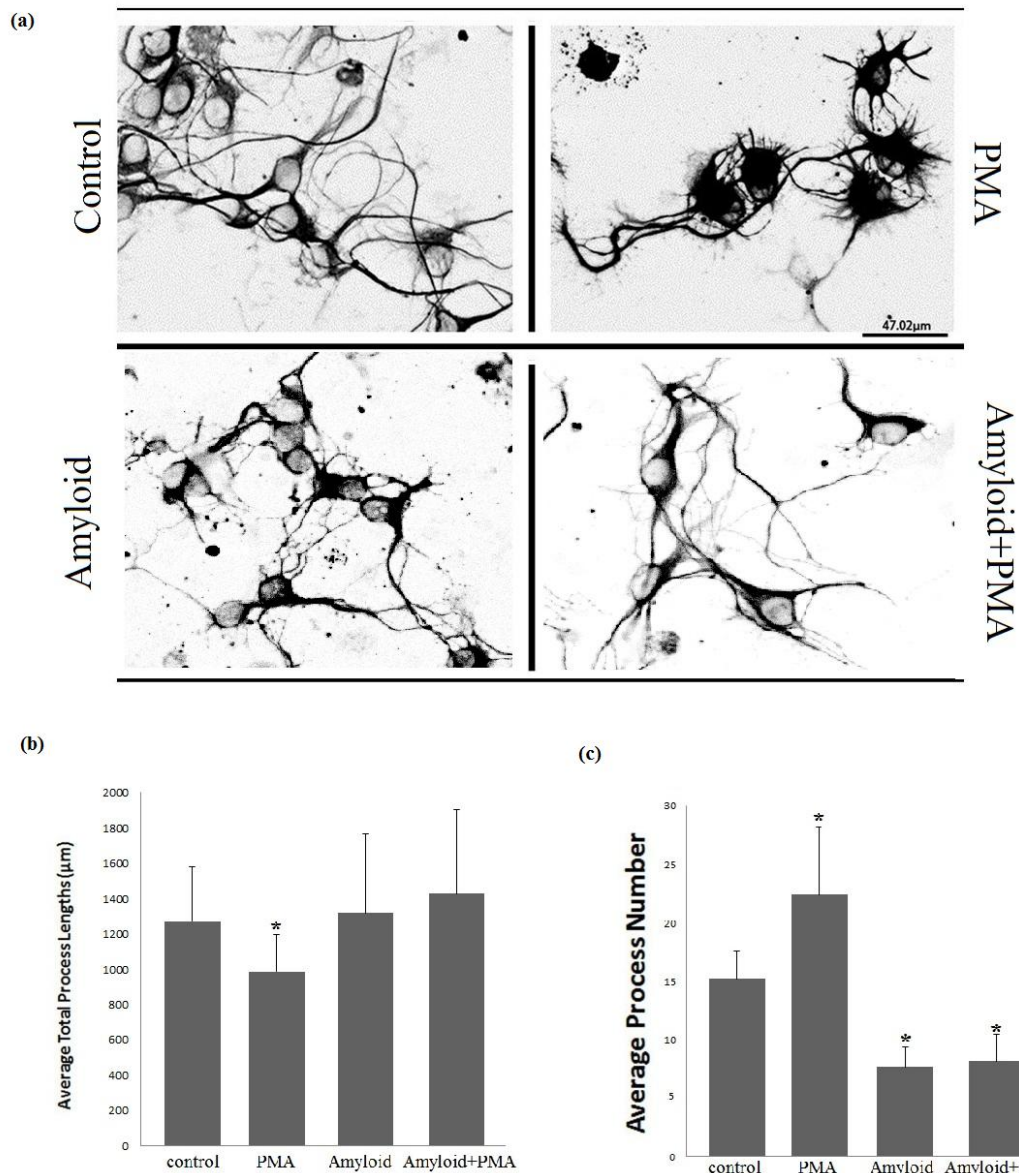 (a)
Control
PMA
47.02µm
Amyloid
Amyloid+PMA
(b)
Average Total Process Lengths (µm)
2000
1800
1600
1400
1200
1000
800
600
400
200
0
*
control PMA Amyloid Amyloid+PMA
(c)
Average Process Number
30
25
20
15
10
5
0
*
*
*
control PMA Amyloid Amyloid+